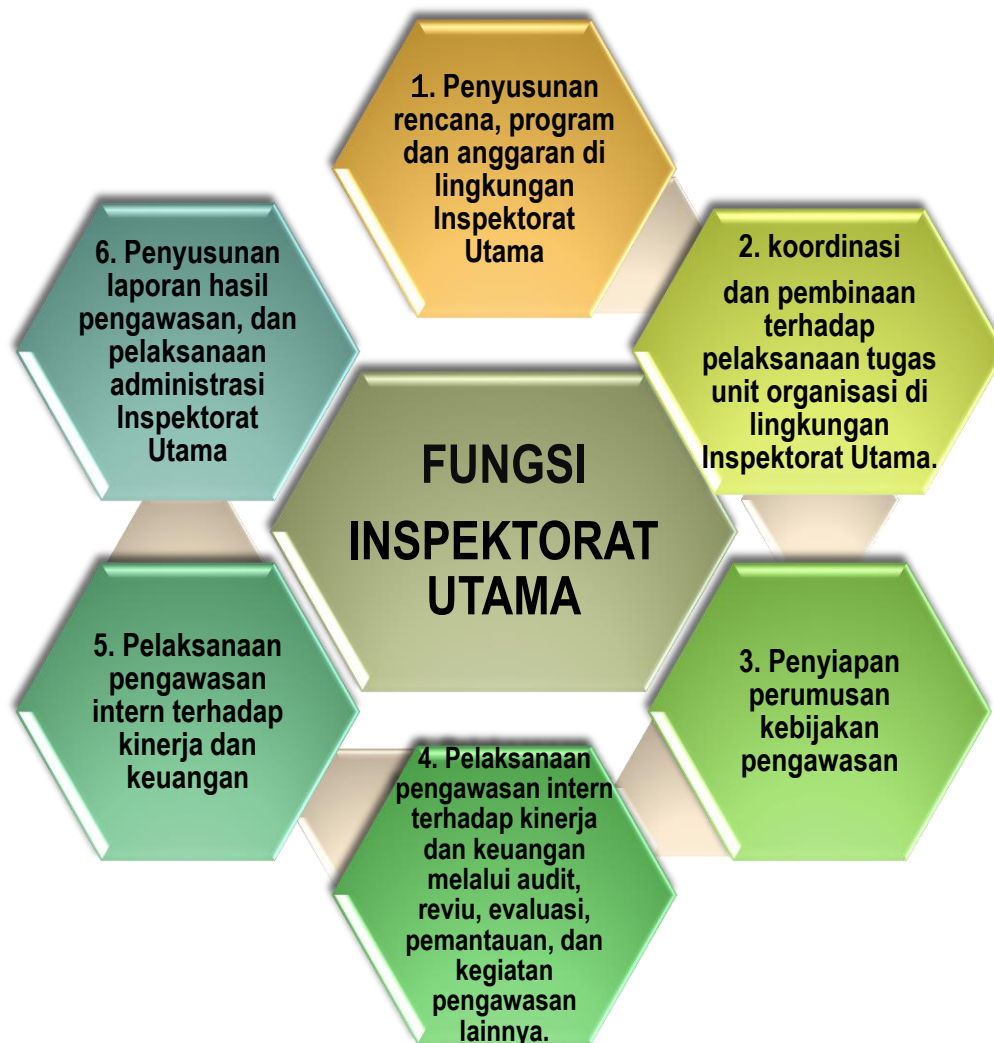 1. Penyusunan
rencana, program
dan anggaran di
lingkungan
Inspektorat
Utama
2. koordinasi
dan pembinaan
terhadap
pelaksanaan tugas
unit organisasi di
lingkungan
Inspektorat Utama.
3. Penyiapan
perumusan
kebijakan
pengawasan
4. Pelaksanaan
pengawasan intern
terhadap kinerja
dan keuangan
melalui audit,
reviu, evaluasi,
pemantauan, dan
kegiatan
pengawasan
lainnya.
5. Pelaksanaan
pengawasan
intern terhadap
kinerja dan
keuangan
6. Penyusunan
laporan hasil
pengawasan, dan
pelaksanaan
administrasi
Inspektorat
Utama
FUNGSI
INSPEKTORAT
UTAMA